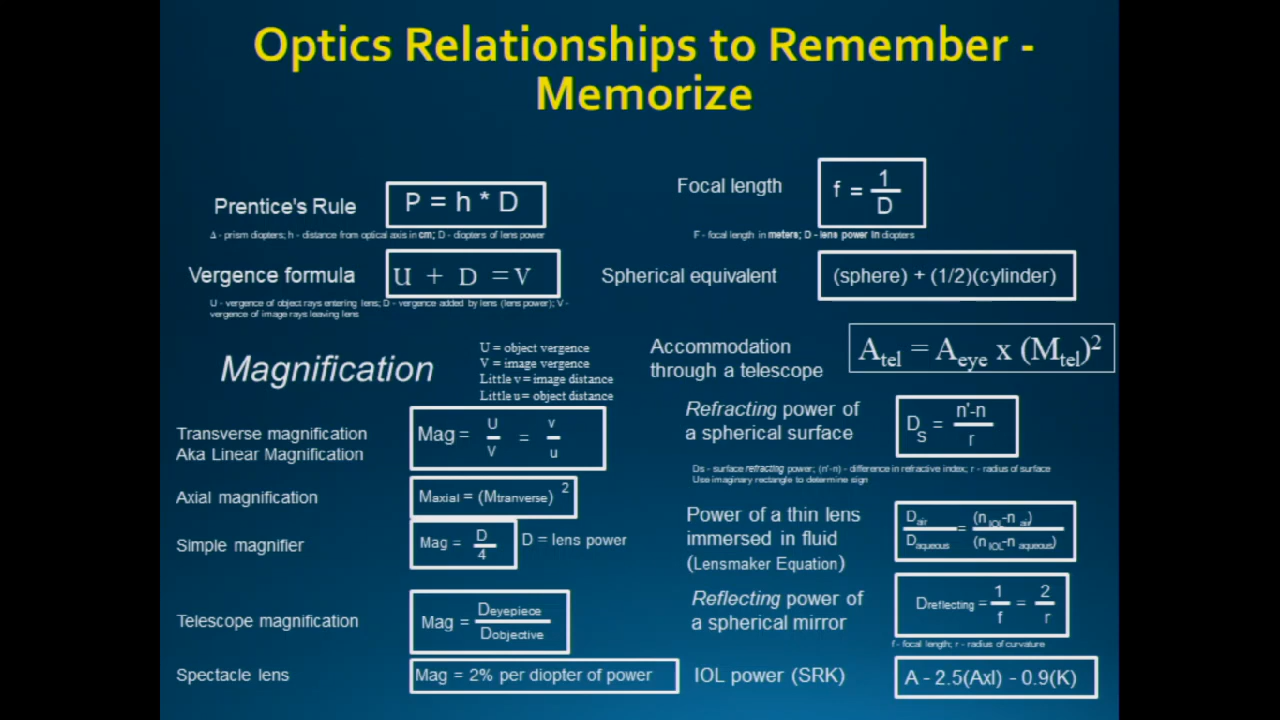 Optics Relationships to Remember -
Memorize
Prentice's Rule
P = h * D
Δ - prism diopters; h - distance from optical axis in cm; D - diopters of lens power
Vergence formula
U + D = V
U - vergence of object rays entering lens; D - vergence added by lens (lens power); V -
vergence of image rays leaving lens
Magnification
U = object vergence
V = image vergence
Little v = image distance
Little u = object distance
Transverse magnification
Aka Linear Magnification
Mag = U/V = v/u
Axial magnification
Maxial = (Mtranverse) 2
Simple magnifier
Mag = D/4
D = lens power
Telescope magnification
Mag = Deyepiece/Dobjective
Spectacle lens
Mag = 2% per diopter of power
Focal length
f = 1/D
F - focal length in meters; D - lens power in diopters
Spherical equivalent
(sphere) + (1/2)(cylinder)
Accommodation
through a telescope
Atel = Aeye x (Mtel)2
Refracting power of
a spherical surface
DS = n'-n/r
Ds - surface refracting power; (n'-n) - difference in refractive index; r - radius of surface
Use imaginary rectangle to determine sign
Power of a thin lens
immersed in fluid
(Lensmaker Equation)
Dair/Daqueous = (nIOL-nair)/(nIOL-naqueous)
Reflecting power of
a spherical mirror
Dreflecting = 1/f = 2/r
f - focal length; r - radius of curvature
IOL power (SRK)
A - 2.5(Axl) - 0.9(K)